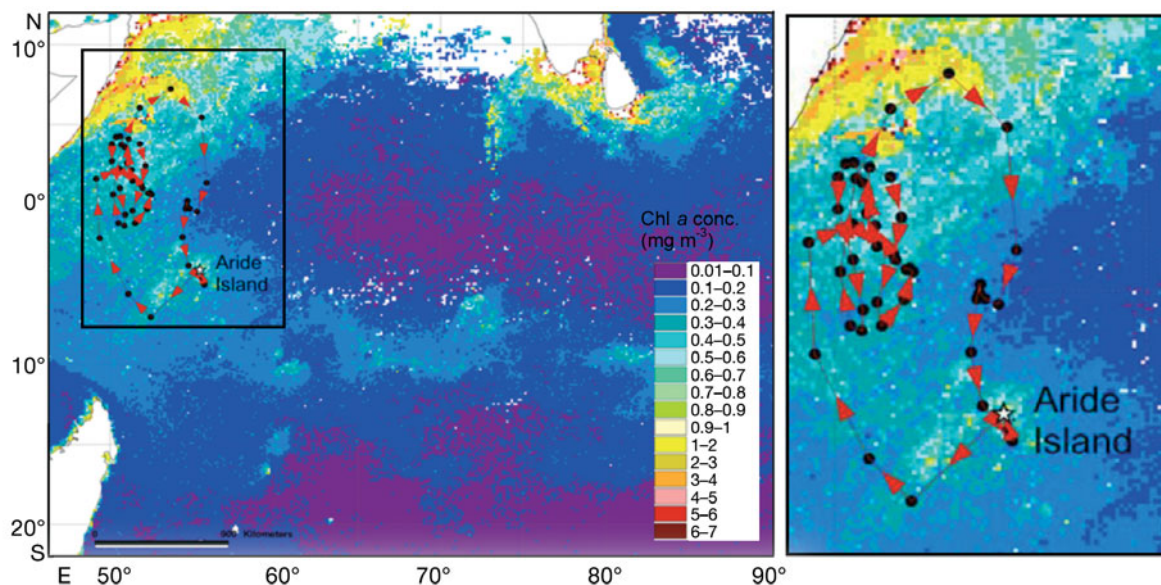 N
10°
0°
10°
20°
S
E 50° 60° 70° 80° 90°
Aride
Island
0 900 Kilometers
Chl a conc.
(mg m⁻³)
0.01–0.1
0.1–0.2
0.2–0.3
0.3–0.4
0.4–0.5
0.5–0.6
0.6–0.7
0.7–0.8
0.8–0.9
0.9–1
1–2
2–3
3–4
4–5
5–6
6–7
Aride
Island